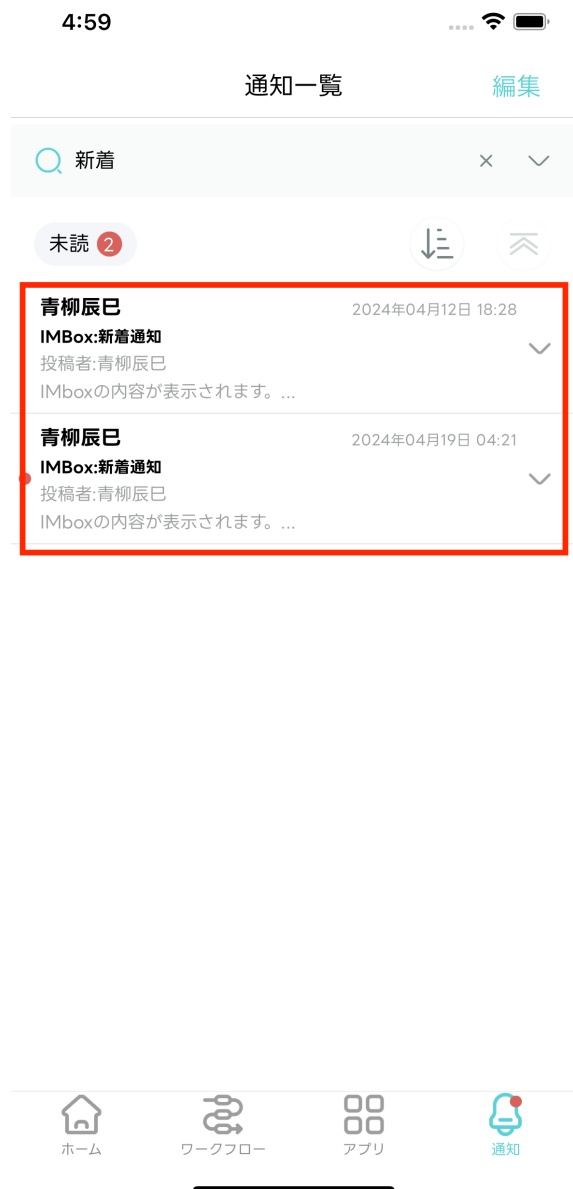 4:59
通知一覧 編集
新着
未読 2
青柳辰巳 2024年04月12日 18:28
IMBox:新着通知
投稿者:青柳辰巳
IMboxの内容が表示されます。...
青柳辰巳 2024年04月19日 04:21
IMBox:新着通知
投稿者:青柳辰巳
IMboxの内容が表示されます。...
ホーム ワークフロー アプリ 通知